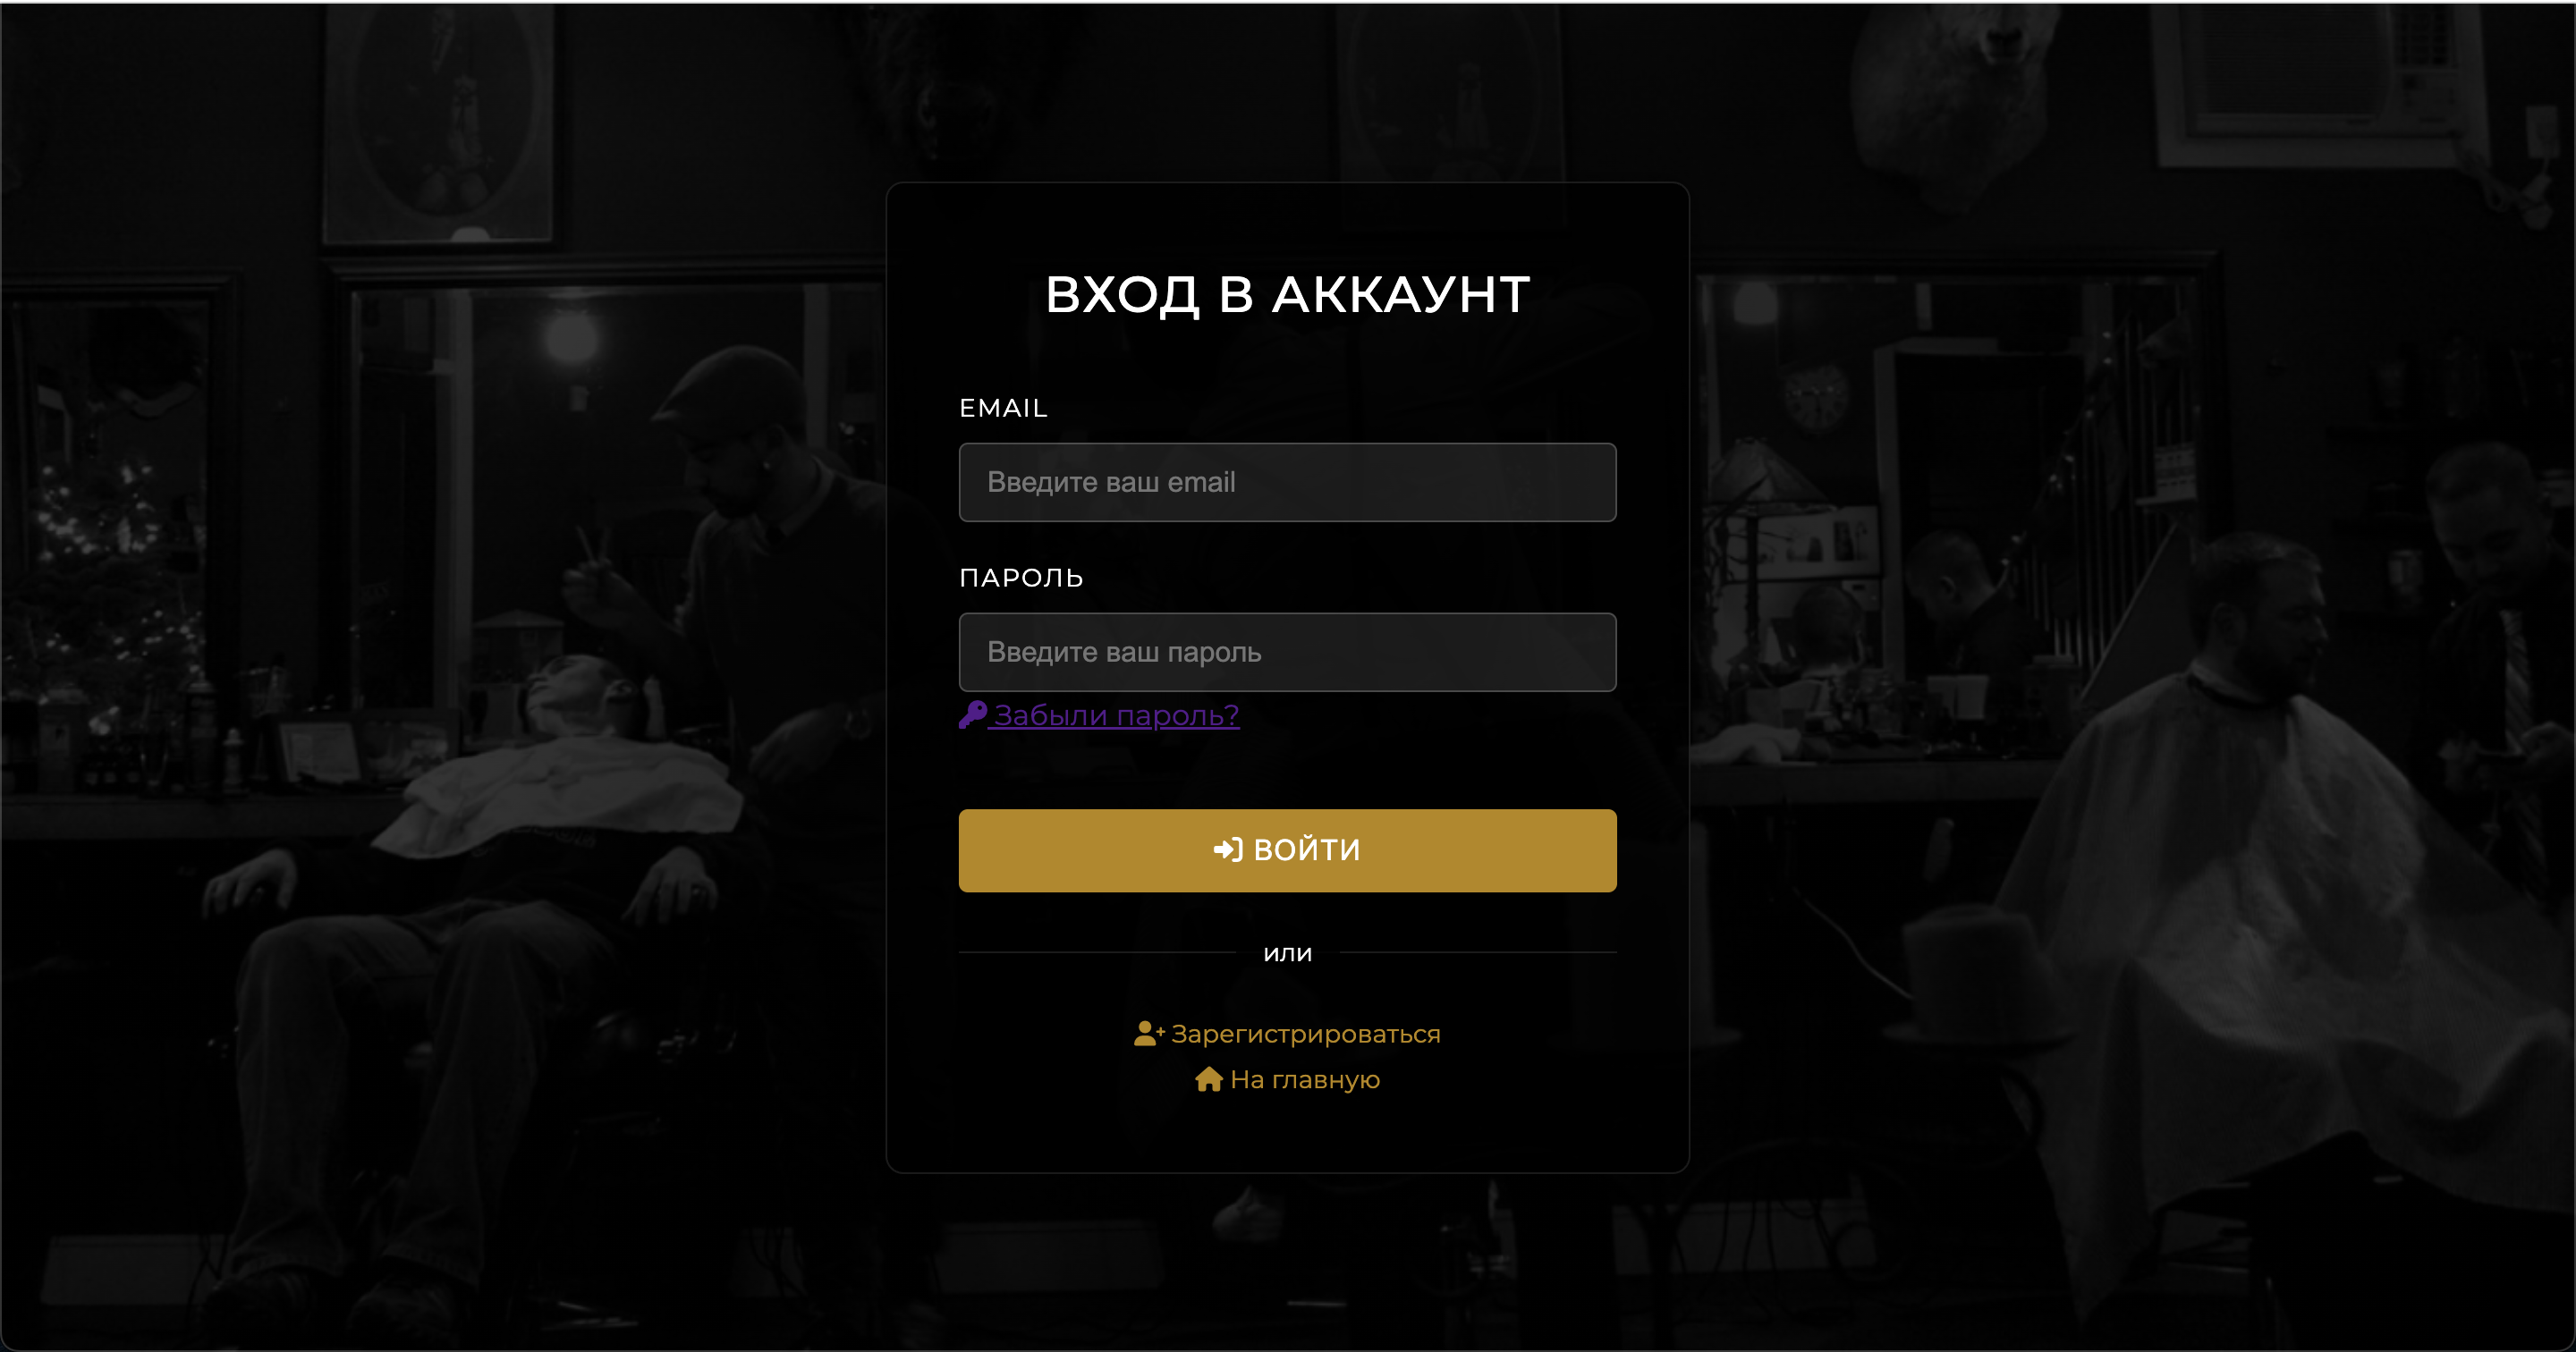 ВХОД В АККАУНТ
EMAIL
Введите ваш email
ПАРОЛЬ
Введите ваш пароль
Забыли пароль?
ВОЙТИ
или
Зарегистрироваться
На главную